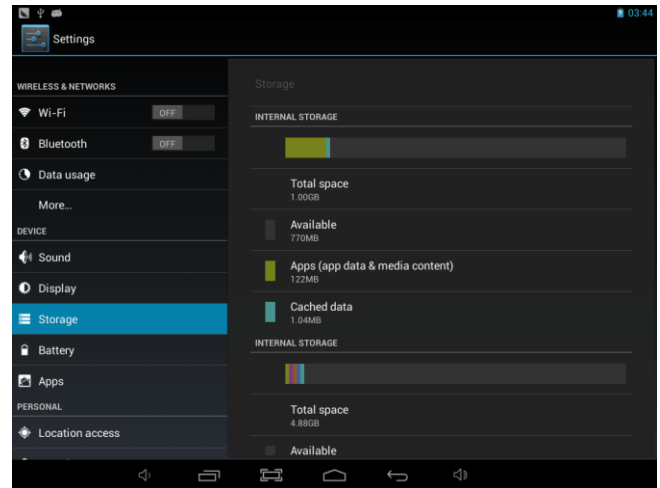 03:44
Settings
WIRELESS & NETWORKS
Wi-Fi
OFF
Bluetooth
OFF
Data usage
More...
DEVICE
Sound
Display
Storage
Battery
Apps
PERSONAL
Location access
Storage
INTERNAL STORAGE
Total space
1.00GB
Available
770MB
Apps (app data & media content)
122MB
Cached data
1.04MB
INTERNAL STORAGE
Total space
4.88GB
Available